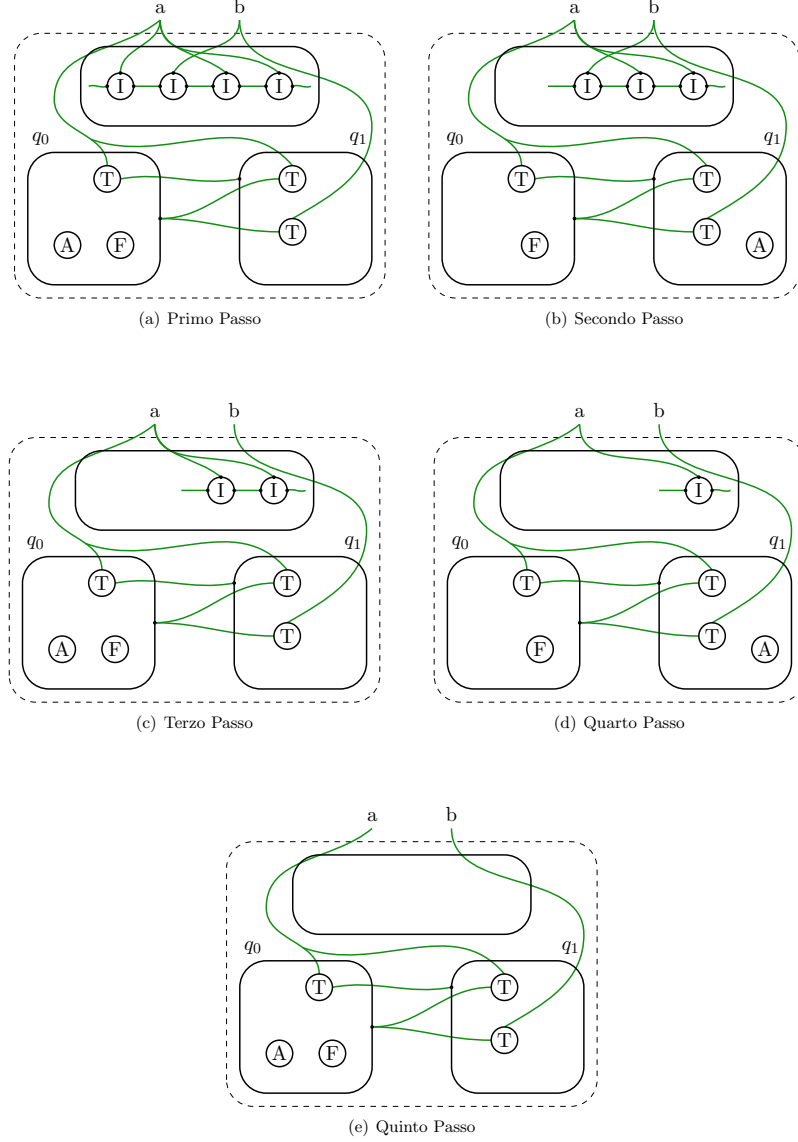 a b
I I I I
q0 q1
T T
T
A F
(a) Primo Passo
a b
I I I
q0 q1
T T
T
F A
(b) Secondo Passo
a b
I I
q0 q1
T T
T
A F
(c) Terzo Passo
a b
I
q0 q1
T T
T
F A
(d) Quarto Passo
a b
q0 q1
T T
T
A F
(e) Quinto Passo